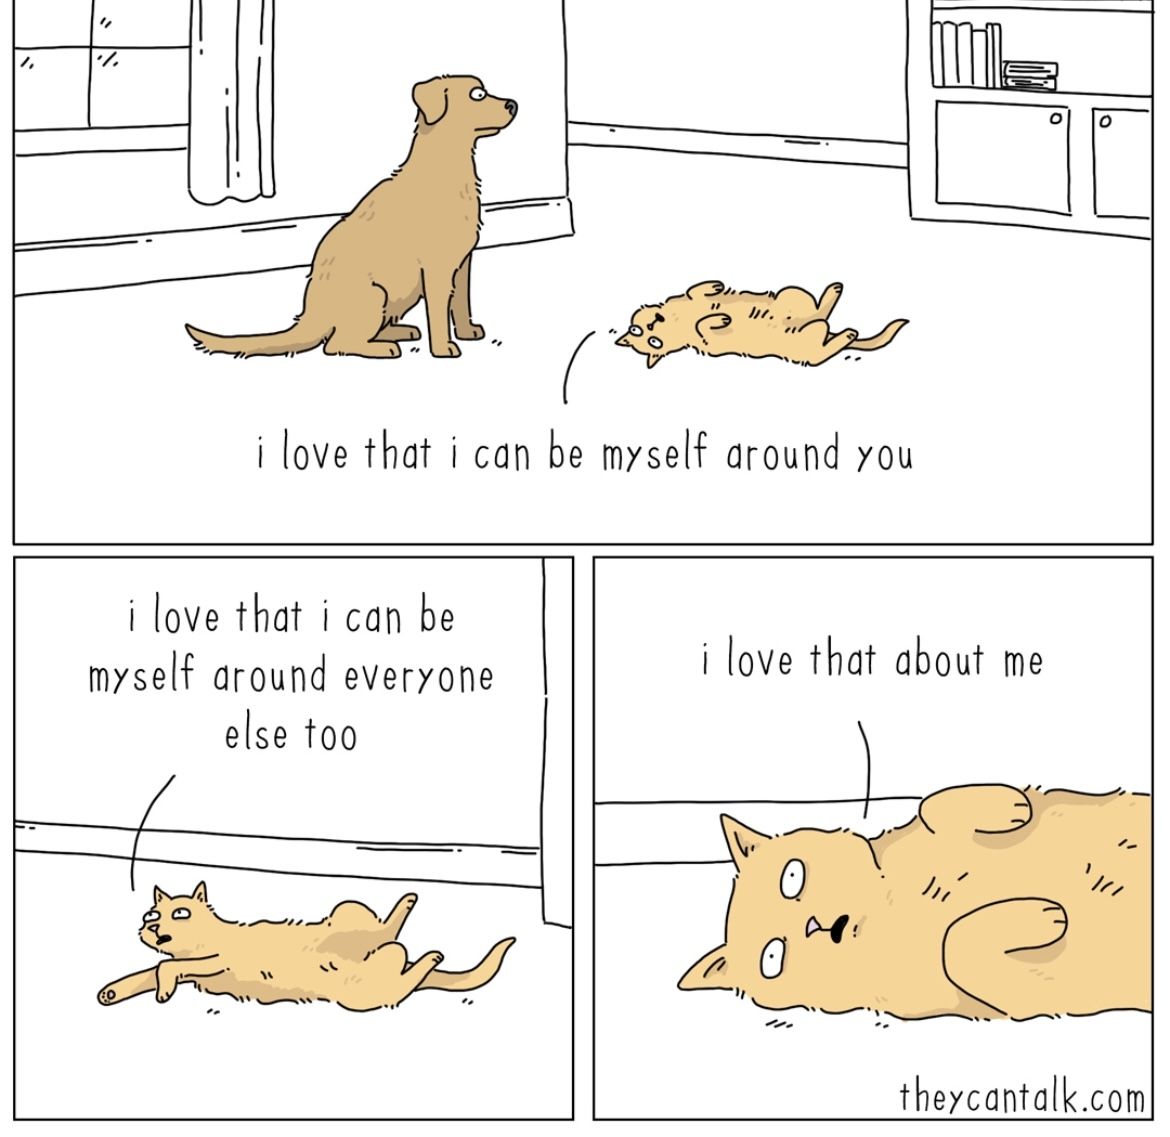 i love that i can be myself around you
i love that i can be
myself around everyone
else too
i love that about me
theycantalk.com